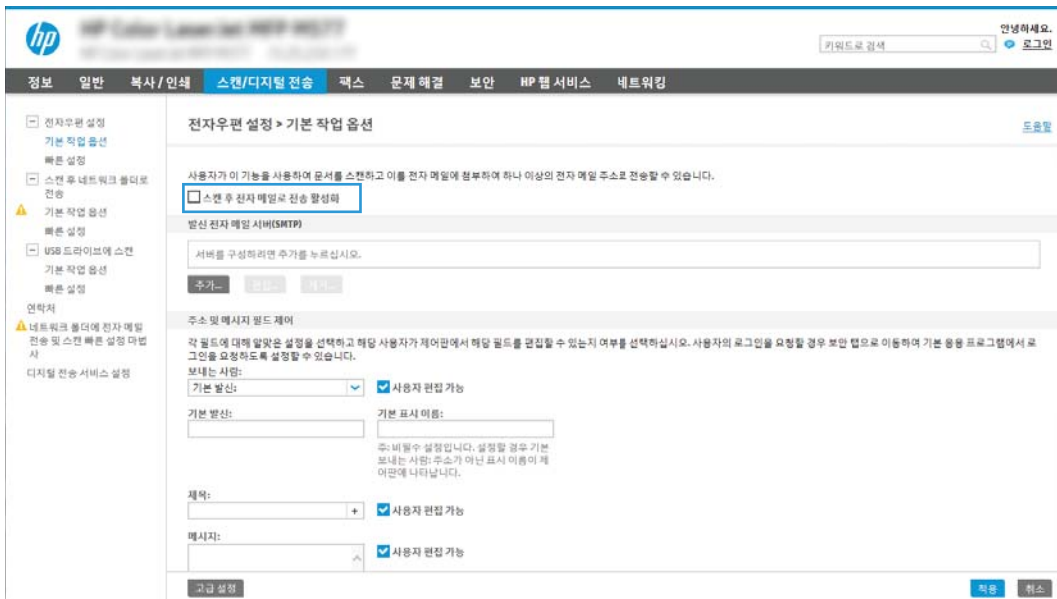 hp
안녕하세요.
키워드로 검색
로그인
정보 일반 복사 / 인쇄 스캔/디지털 전송 팩스 문제 해결 보안 HP 웹 서비스 네트워킹
전자우편 설정
기본 작업 옵션
빠른 설정
스캔 후 네트워크 폴더로
전송
기본 작업 옵션
빠른 설정
USB 드라이브에 스캔
기본 작업 옵션
빠른 설정
연락처
네트워크 폴더에 전자 메일
전송 및 스캔 빠른 설정 마법
사
디지털 전송 서비스 설정
전자우편 설정 > 기본 작업 옵션
도움말
사용자가 이 기능을 사용하여 문서를 스캔하고 이를 전자 메일에 첨부하여 하나 이상의 전자 메일 주소로 전송할 수 있습니다.
스캔 후 전자 메일로 전송 활성화
발신 전자 메일 서버(SMTP)
서버를 구성하려면 추가를 누르십시오.
추가...
편집...
제거...
주소 및 메시지 필드 제어
각 필드에 대해 알맞은 설정을 선택하고 해당 사용자가 제어판에서 해당 필드를 편집할 수 있는지 여부를 선택하십시오. 사용자의 로그인을 요청할 경우 보안 탭으로 이동하여 기본 응용 프로그램에서 로
그인을 요청하도록 설정할 수 있습니다.
보내는 사람:
기본 발신:
사용자 편집 가능
기본 발신:
기본 표시 이름:
주: 비필수 설정입니다. 설정할 경우 기본
보내는 사람: 주소가 아닌 표시 이름이 제
어판에 나타납니다.
제목:
사용자 편집 가능
메시지:
사용자 편집 가능
고급 설정
적용
취소